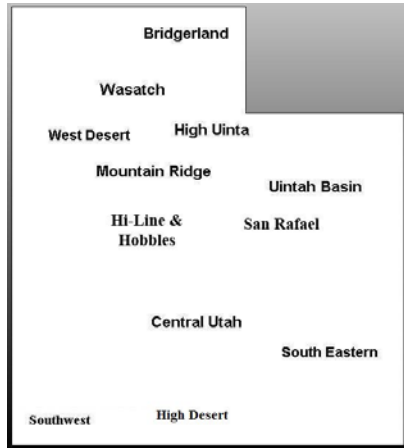 Bridgerland
Wasatch
High Uinta
West Desert
Mountain Ridge
Uintah Basin
Hi-Line &
Hobbles
San Rafael
Central Utah
South Eastern
High Desert
Southwest